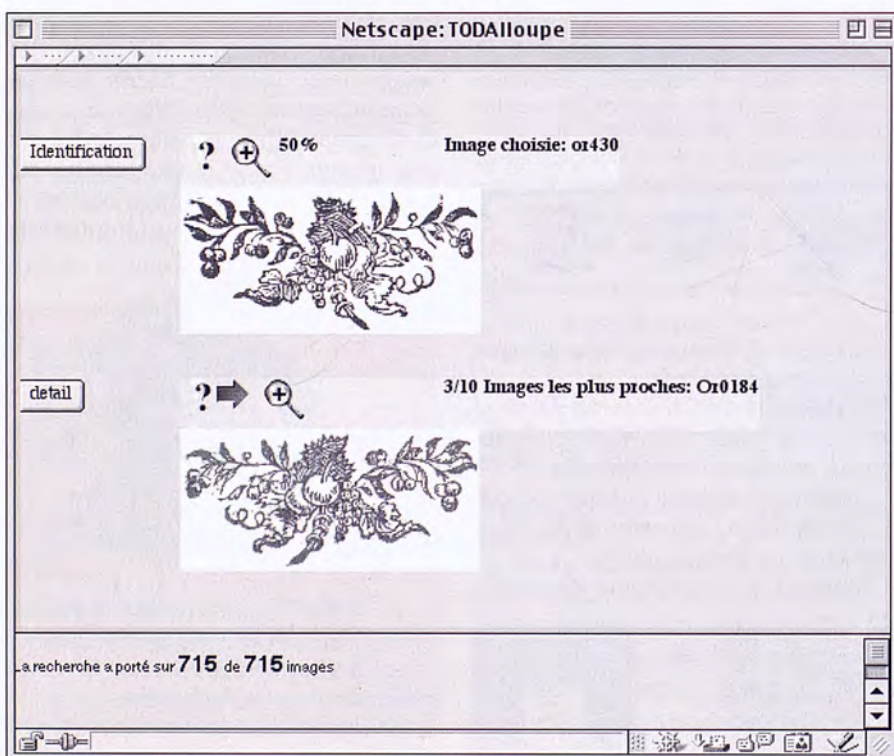 Netscape: TODAIloupe
Identification
? 50% Image choisie: or430
detail
? 3/10 Images les plus proches: Or0184
La recherche a porté sur 715 de 715 images